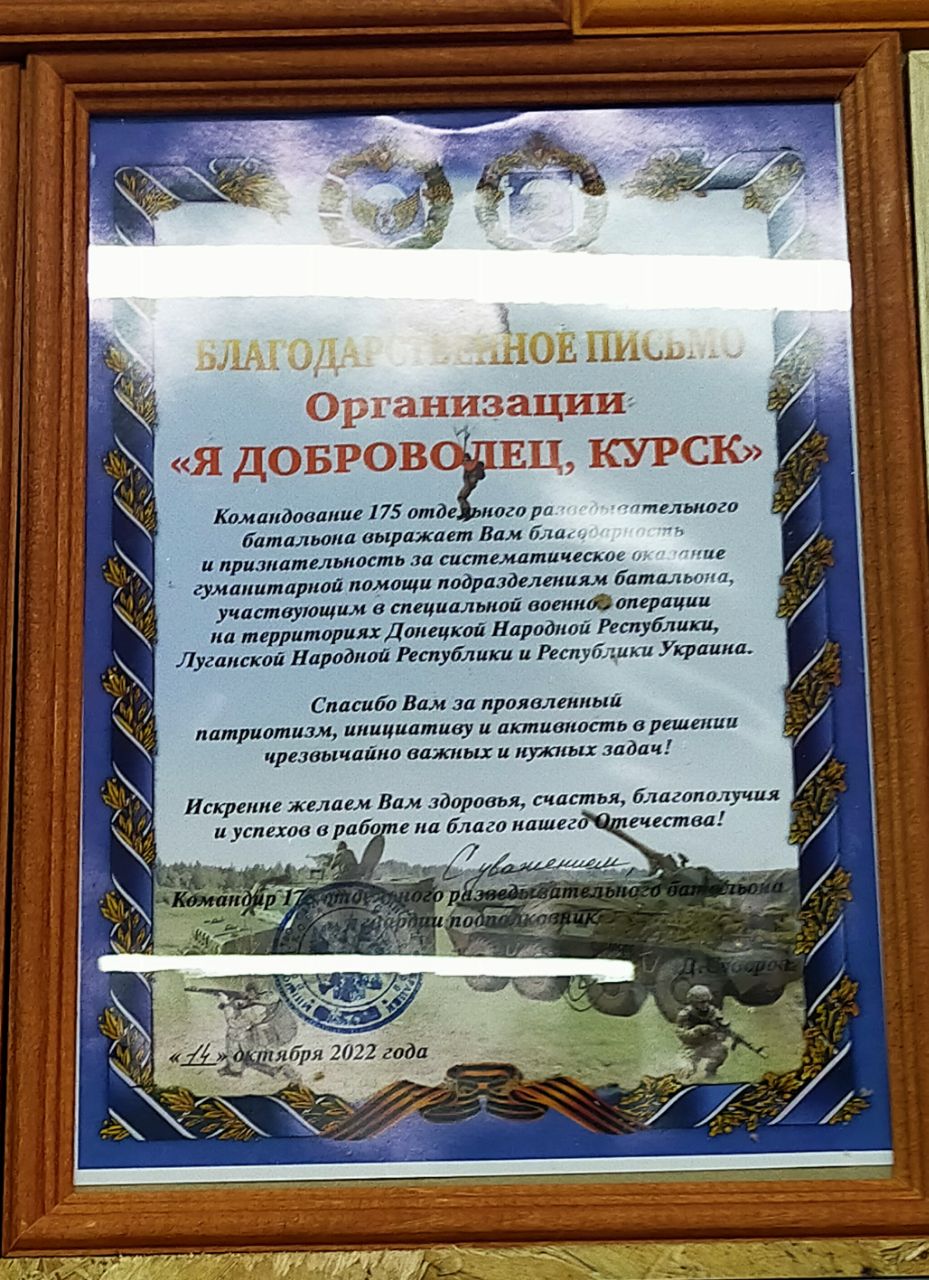 БЛАГОДАРСТВЕННОЕ ПИСЬМО
Организации
«Я ДОБРОВОЛЕЦ, КУРСК»
Командование 175 отдельного разведывательного
батальона выражает Вам благодарность
и признательность за систематическое оказание
гуманитарной помощи подразделениям батальона,
участвующим в специальной военной операции
на территориях Донецкой Народной Республики,
Луганской Народной Республики и Республики Украина.
Спасибо Вам за проявленный
патриотизм, инициативу и активность в решении
чрезвычайно важных и нужных задач!
Искренне желаем Вам здоровья, счастья, благополучия
и успехов в работе на благо нашего Отечества!
С уважением,
Командир 175 отдельного разведывательного батальона
гвардии подполковник
Д. Суворов
«14» октября 2022 года